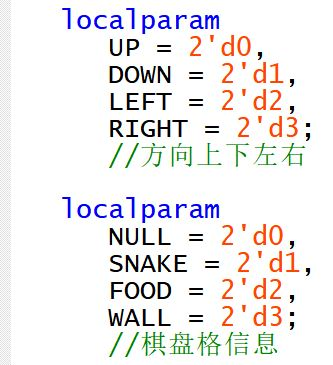 localparam
UP = 2'd0,
DOWN = 2'd1,
LEFT = 2'd2,
RIGHT = 2'd3;
//方向上下左右
localparam
NULL = 2'd0,
SNAKE = 2'd1,
FOOD = 2'd2,
WALL = 2'd3;
//棋盘格信息